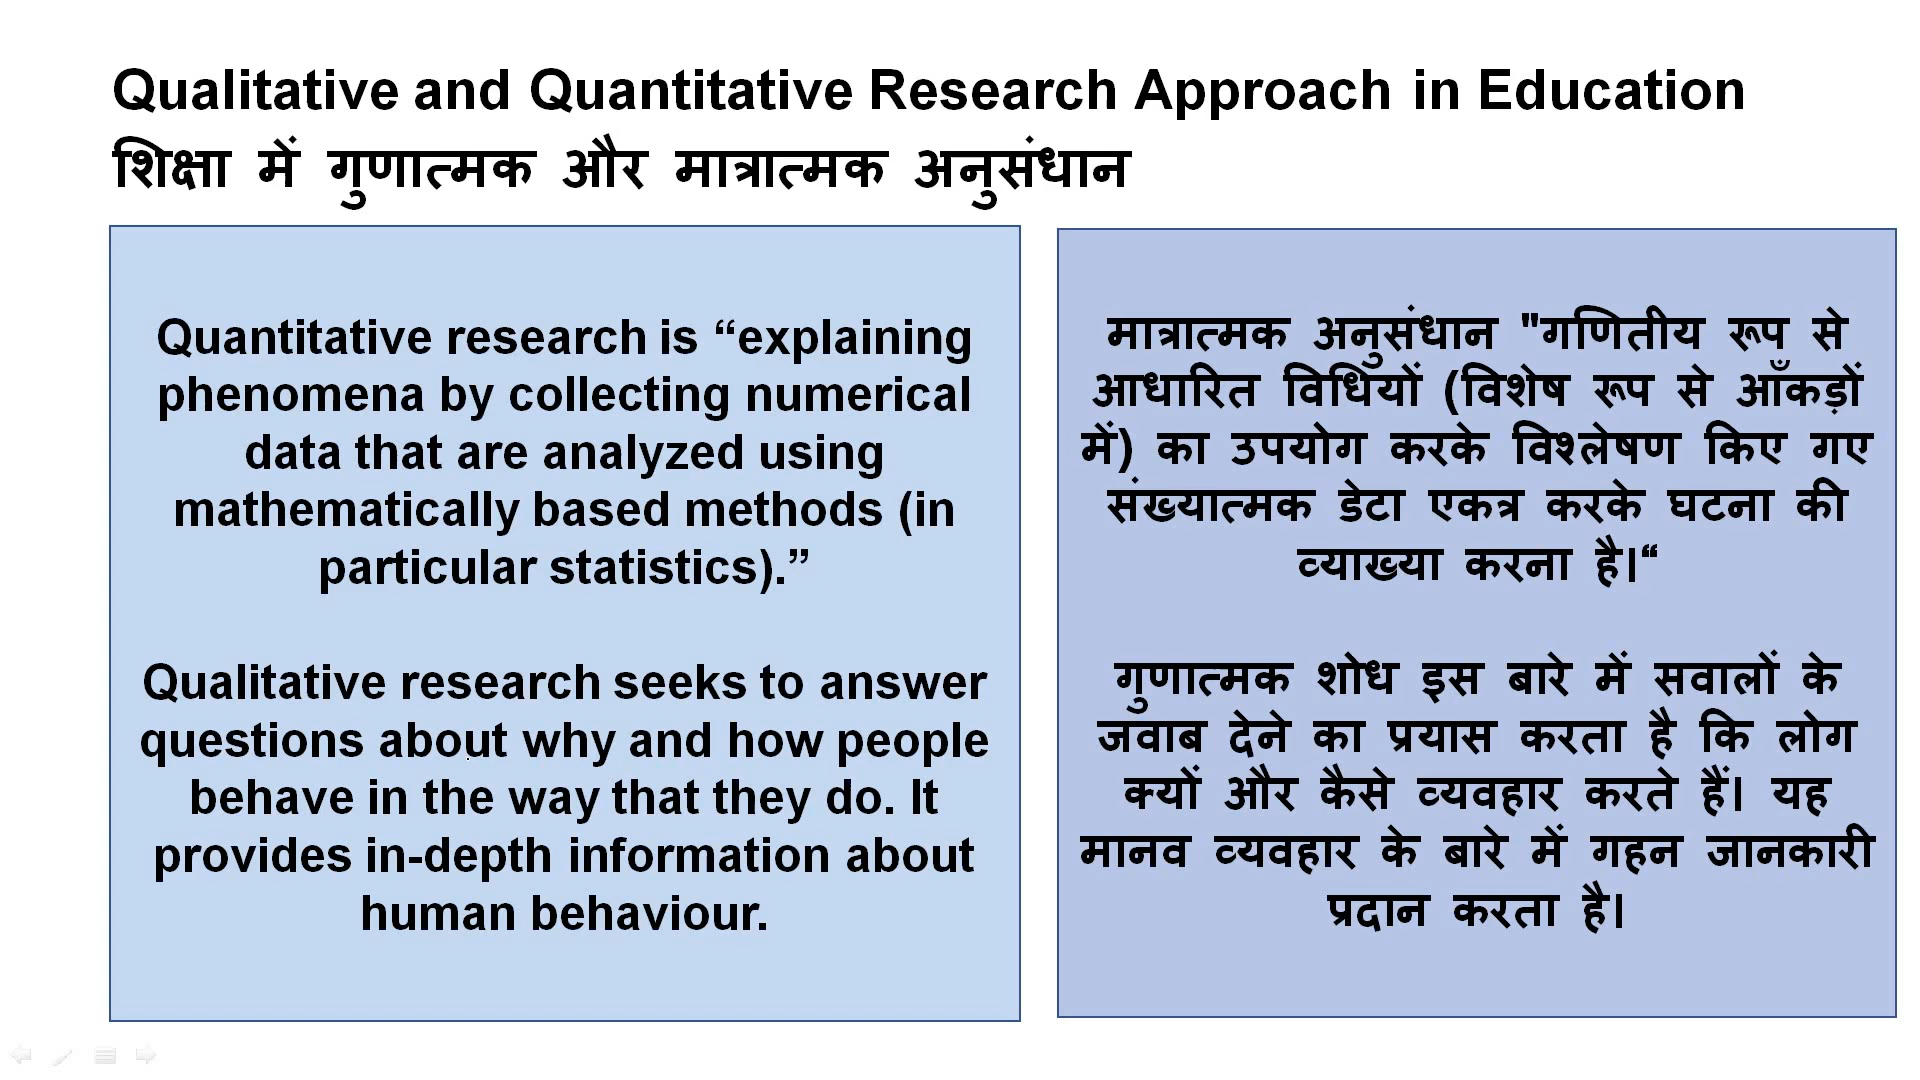 Qualitative and Quantitative Research Approach in Education
शिक्षा में गुणात्मक और मात्रात्मक अनुसंधान
Quantitative research is “explaining
phenomena by collecting numerical
data that are analyzed using
mathematically based methods (in
particular statistics).”
Qualitative research seeks to answer
questions about why and how people
behave in the way that they do. It
provides in-depth information about
human behaviour.
मात्रात्मक अनुसंधान "गणितीय रूप से
आधारित विधियों (विशेष रूप से आँकड़ों
में) का उपयोग करके विश्लेषण किए गए
संख्यात्मक डेटा एकत्र करके घटना की
व्याख्या करना है।“
गुणात्मक शोध इस बारे में सवालों के
जवाब देने का प्रयास करता है कि लोग
क्यों और कैसे व्यवहार करते हैं। यह
मानव व्यवहार के बारे में गहन जानकारी
प्रदान करता है।